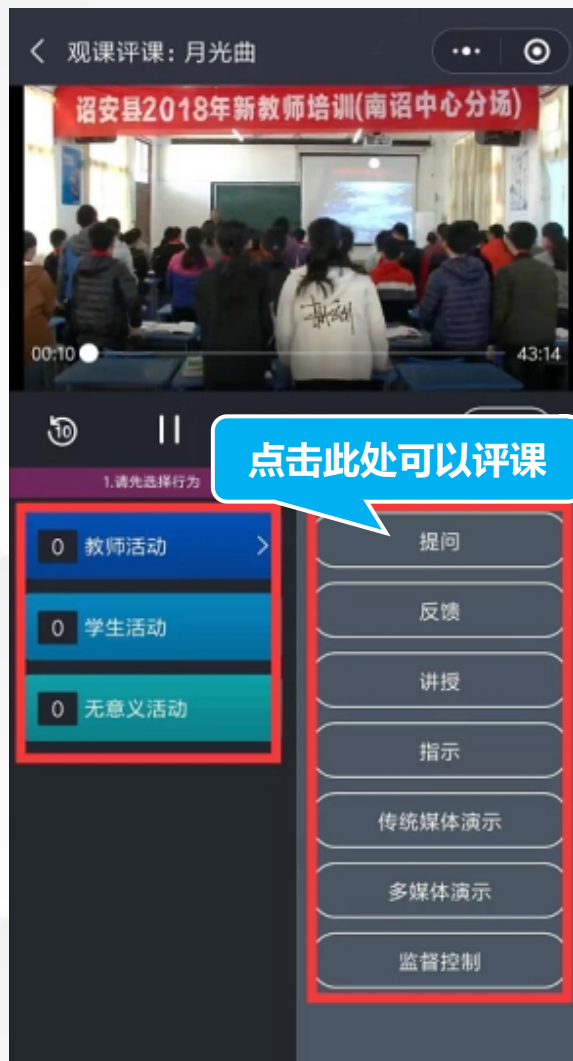 观课评课:月光曲
诏安县2018年新教师培训(南诏中心分场)
00:10
43:14
10
点击此处可以评课
1.请先选择行为
0 教师活动
0 学生活动
0 无意义活动
提问
反馈
讲授
指示
传统媒体演示
多媒体演示
监督控制